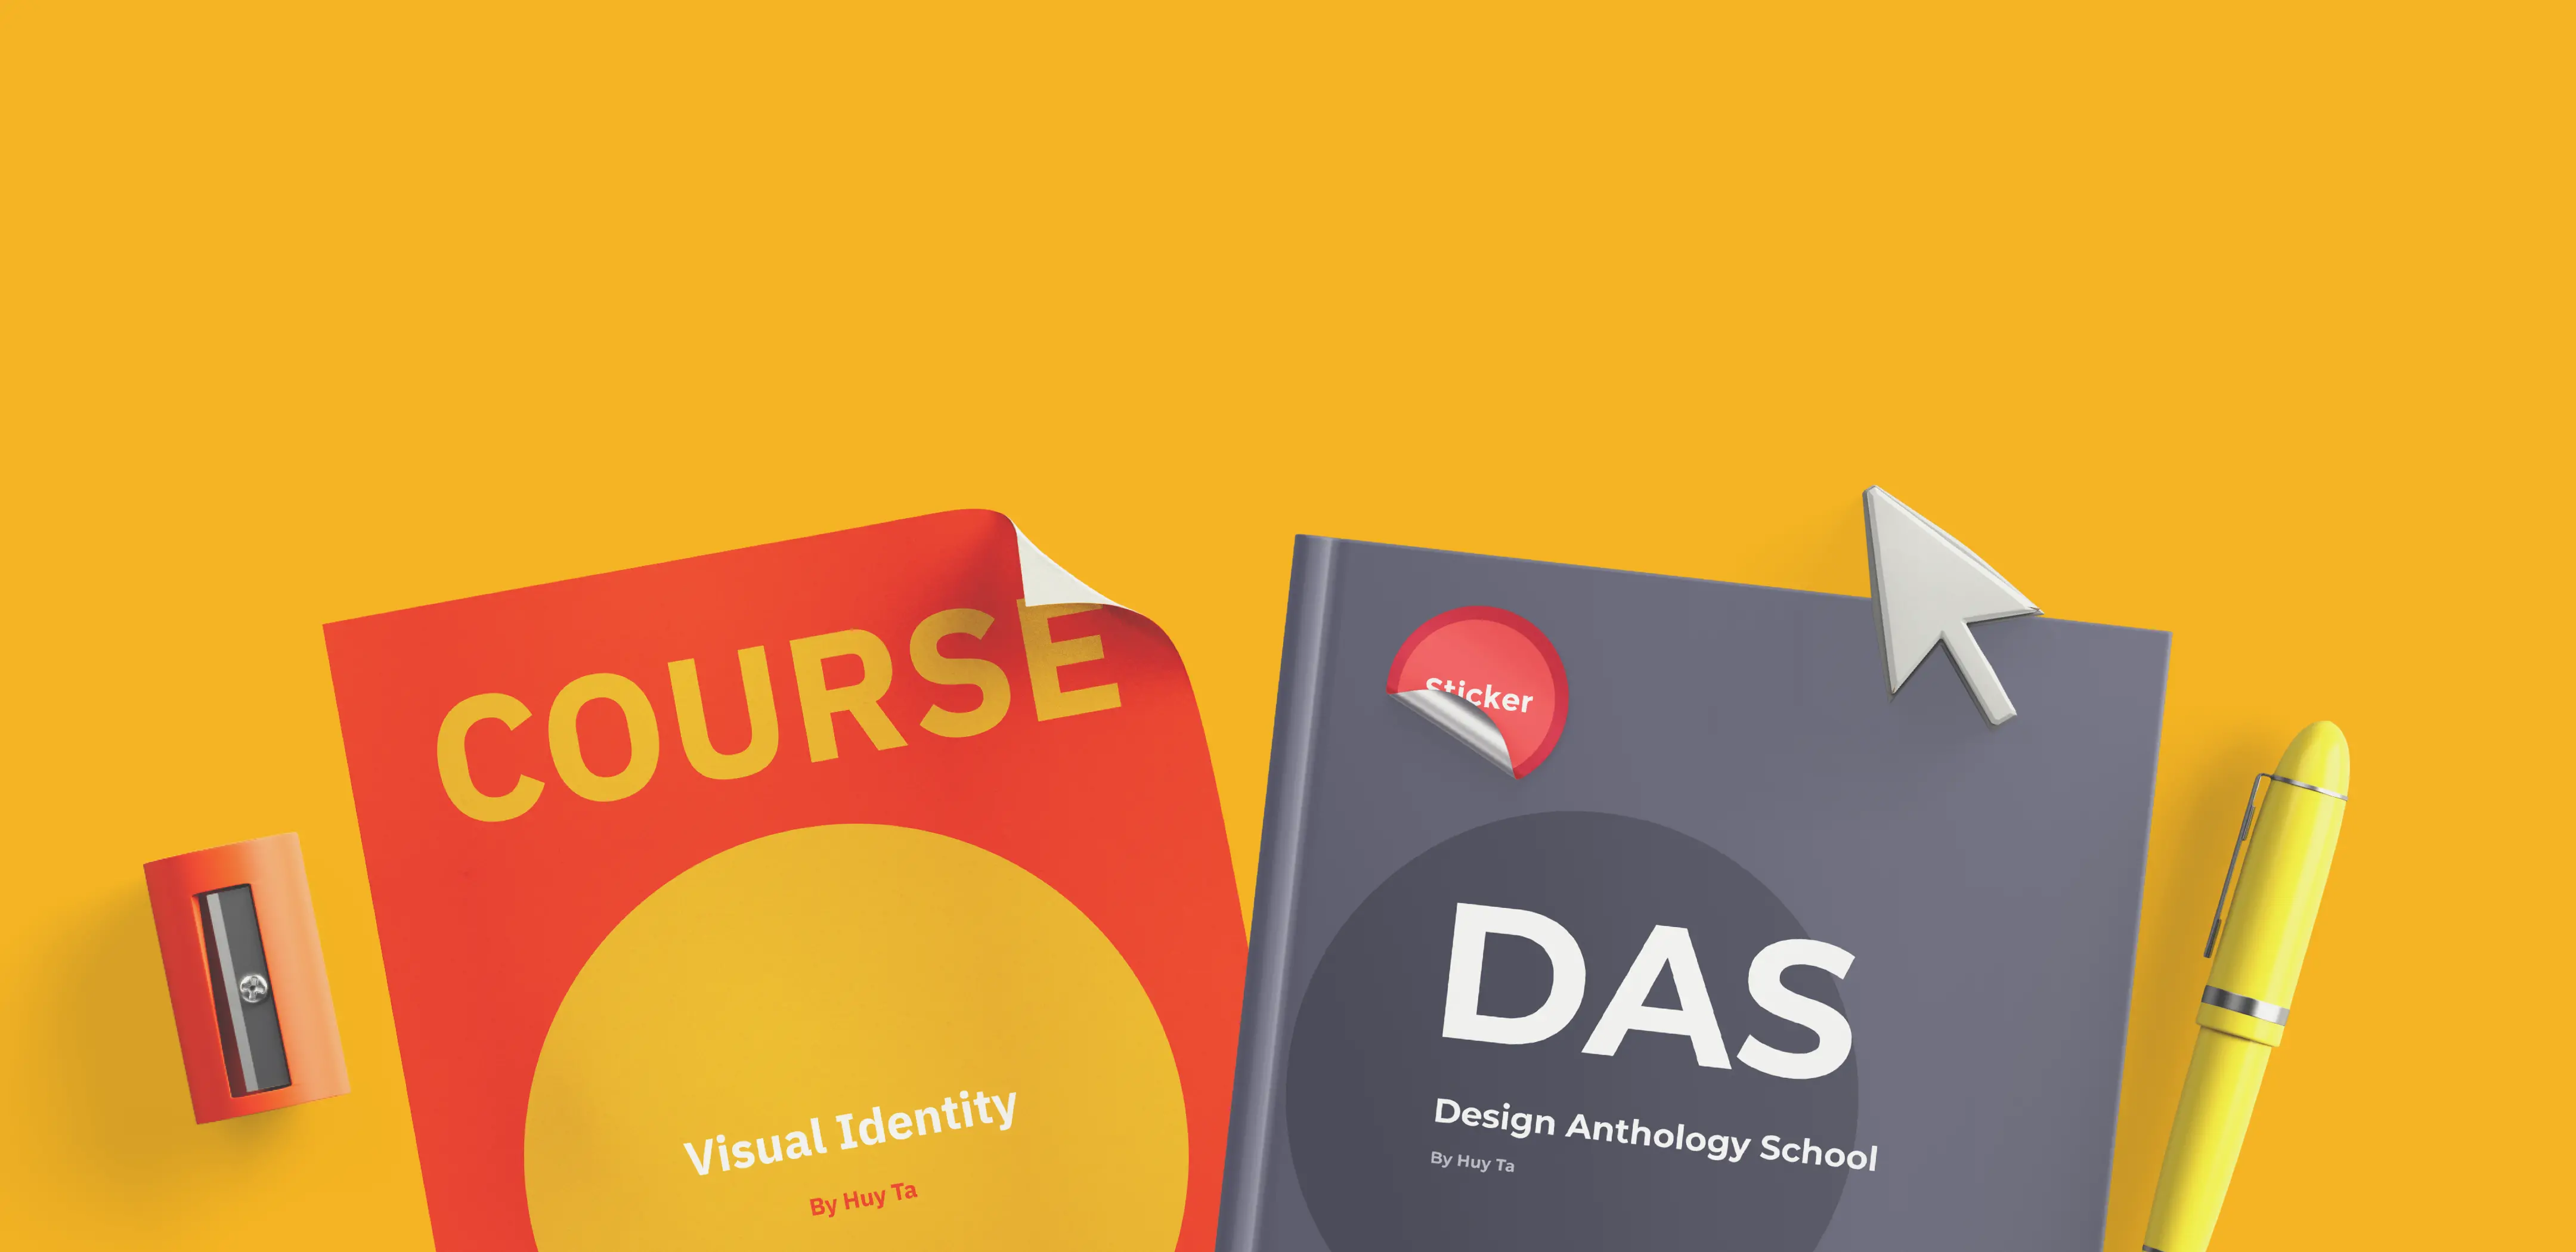 COURSE
Visual Identity
By Huy Ta
Sticker
DAS
Design Anthology School
By Huy Ta